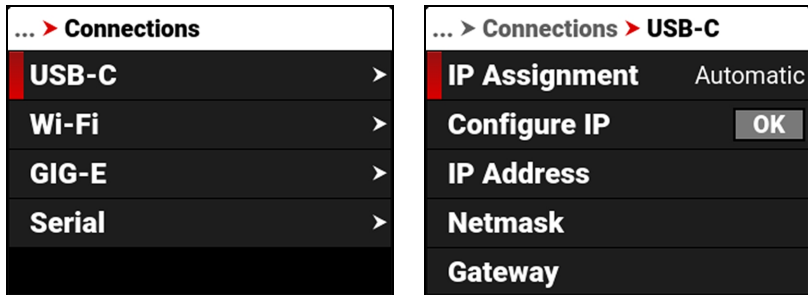 ... > Connections
USB-C >
Wi-Fi >
GIG-E >
Serial >
... > Connections > USB-C
IP Assignment Automatic
Configure IP OK
IP Address
Netmask
Gateway